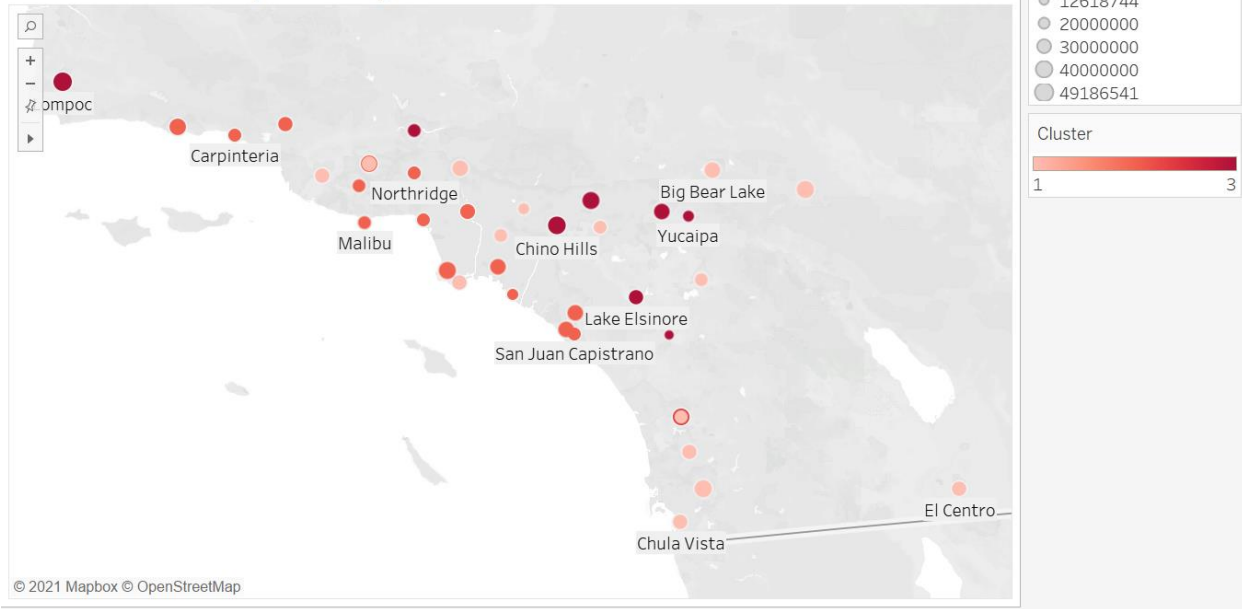 ompoc
Carpinteria
Northridge
Malibu
Big Bear Lake
Yucaipa
Chino Hills
Lake Elsinore
San Juan Capistrano
El Centro
Chula Vista
© 2021 Mapbox © OpenStreetMap
12618744
20000000
30000000
40000000
49186541
Cluster
1 3